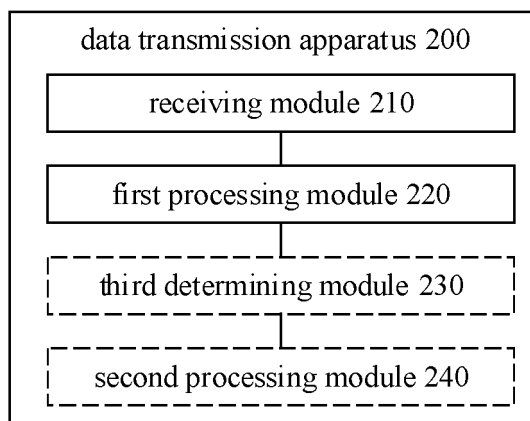 data transmission apparatus 200
receiving module 210
first processing module 220
third determining module 230
second processing module 240